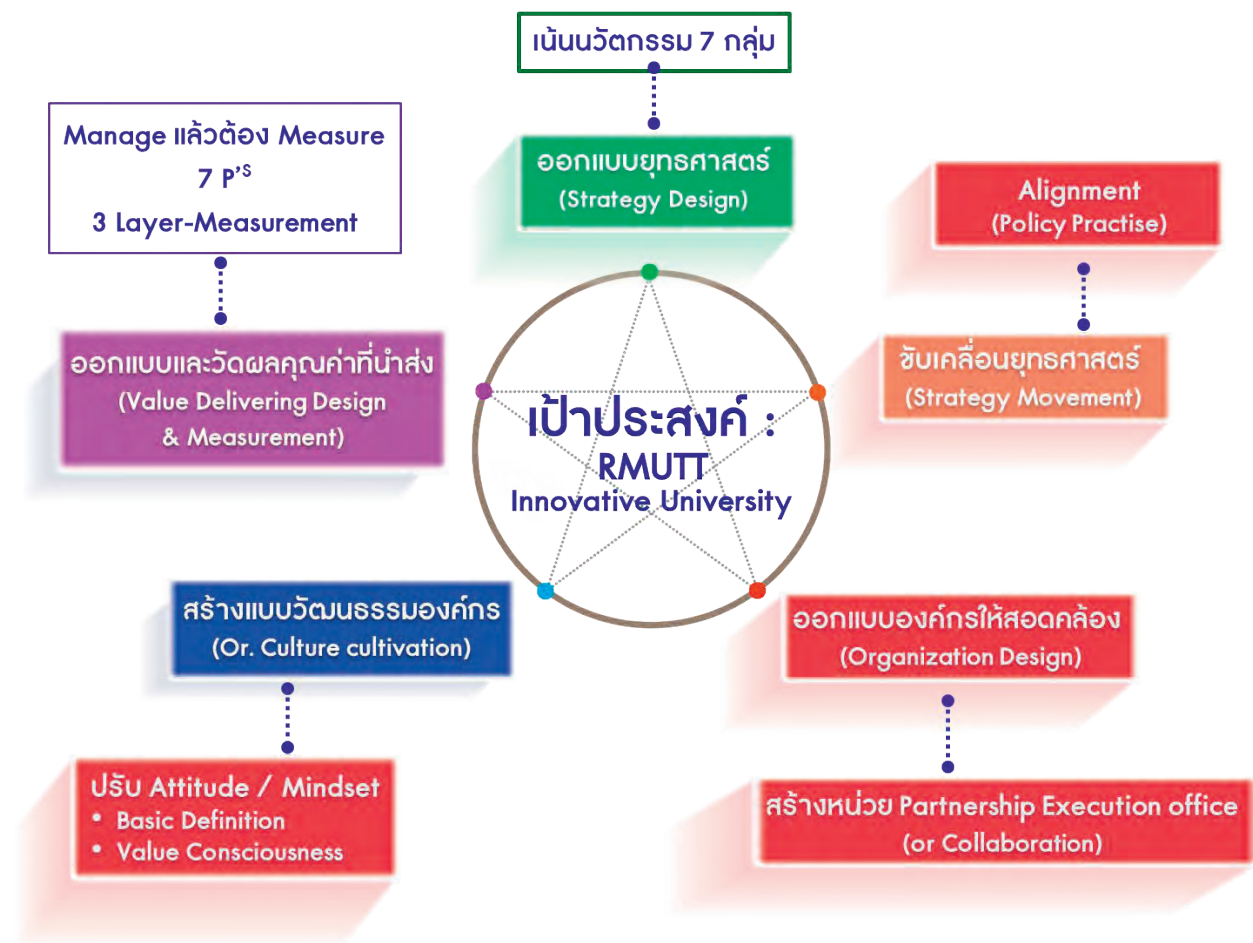 เน้นนวัตกรรม 7 กลุ่ม
ออกแบบยุทธศาสตร์
(Strategy Design)
Manage แล้วต้อง Measure
7 P'S
3 Layer-Measurement
Alignment
(Policy Practise)
ออกแบบและวัดผลคุณค่าที่นำส่ง
(Value Delivering Design
& Measurement)
ขับเคลื่อนยุทธศาสตร์
(Strategy Movement)
เป้าประสงค์ :
RMUTT
Innovative University
สร้างแบบวัฒนธรรมองค์กร
(Or. Culture cultivation)
ออกแบบองค์กรให้สอดคล้อง
(Organization Design)
ปรับ Attitude / Mindset
• Basic Definition
• Value Consciousness
สร้างหน่วย Partnership Execution office
(or Collaboration)